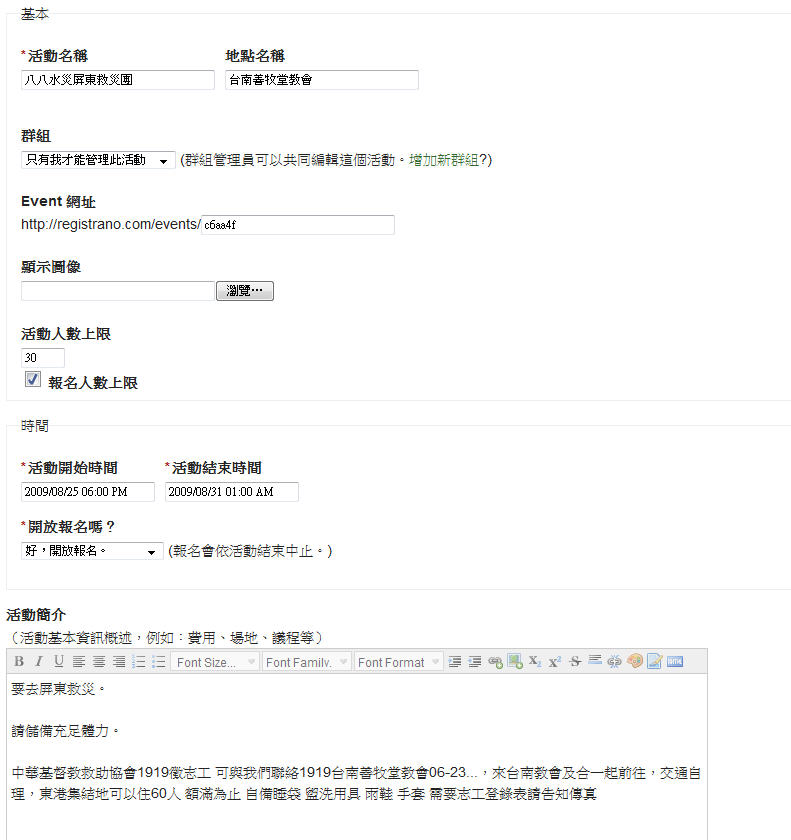 基本
*活動名稱 地點名稱
八八水災屏東救災團 台南善牧堂教會
群組
只有我才能管理此活動 (群組管理員可以共同編輯這個活動。增加新群組?)
Event 網址
http://registrano.com/events/ c6aa4f
顯示圖像
瀏覽…
活動人數上限
30
報名人數上限
時間
*活動開始時間 *活動結束時間
2009/08/25 06:00 PM 2009/08/31 01:00 AM
*開放報名嗎？
好，開放報名。 (報名會依活動結束中止。)
活動簡介
（活動基本資訊概述，例如：費用、場地、議程等）
B I U Font Size... Font Family. Font Format X₂ X² S HTML
要去屏東救災。
請儲備充足體力。
中華基督教救助協會1919徵志工 可與我們聯絡1919台南善牧堂教會06-23...，來台南教會及合一起前往，交通自
理，東港集結地可以住60人 額滿為止 自備睡袋 盥洗用具 雨鞋 手套 需要志工登錄表請告知傳真